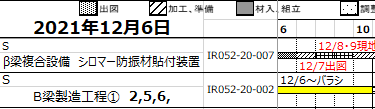 出図 加工、準備 材入 組立 調整
2021年12月6日 6 10
S 12/8・9現地
β梁複合設備 シロマー防振材貼付装置 IR052-20-007
12/7出図
S 12/6～バラシ
B梁製造工程① 2,5,6, IR052-20-002